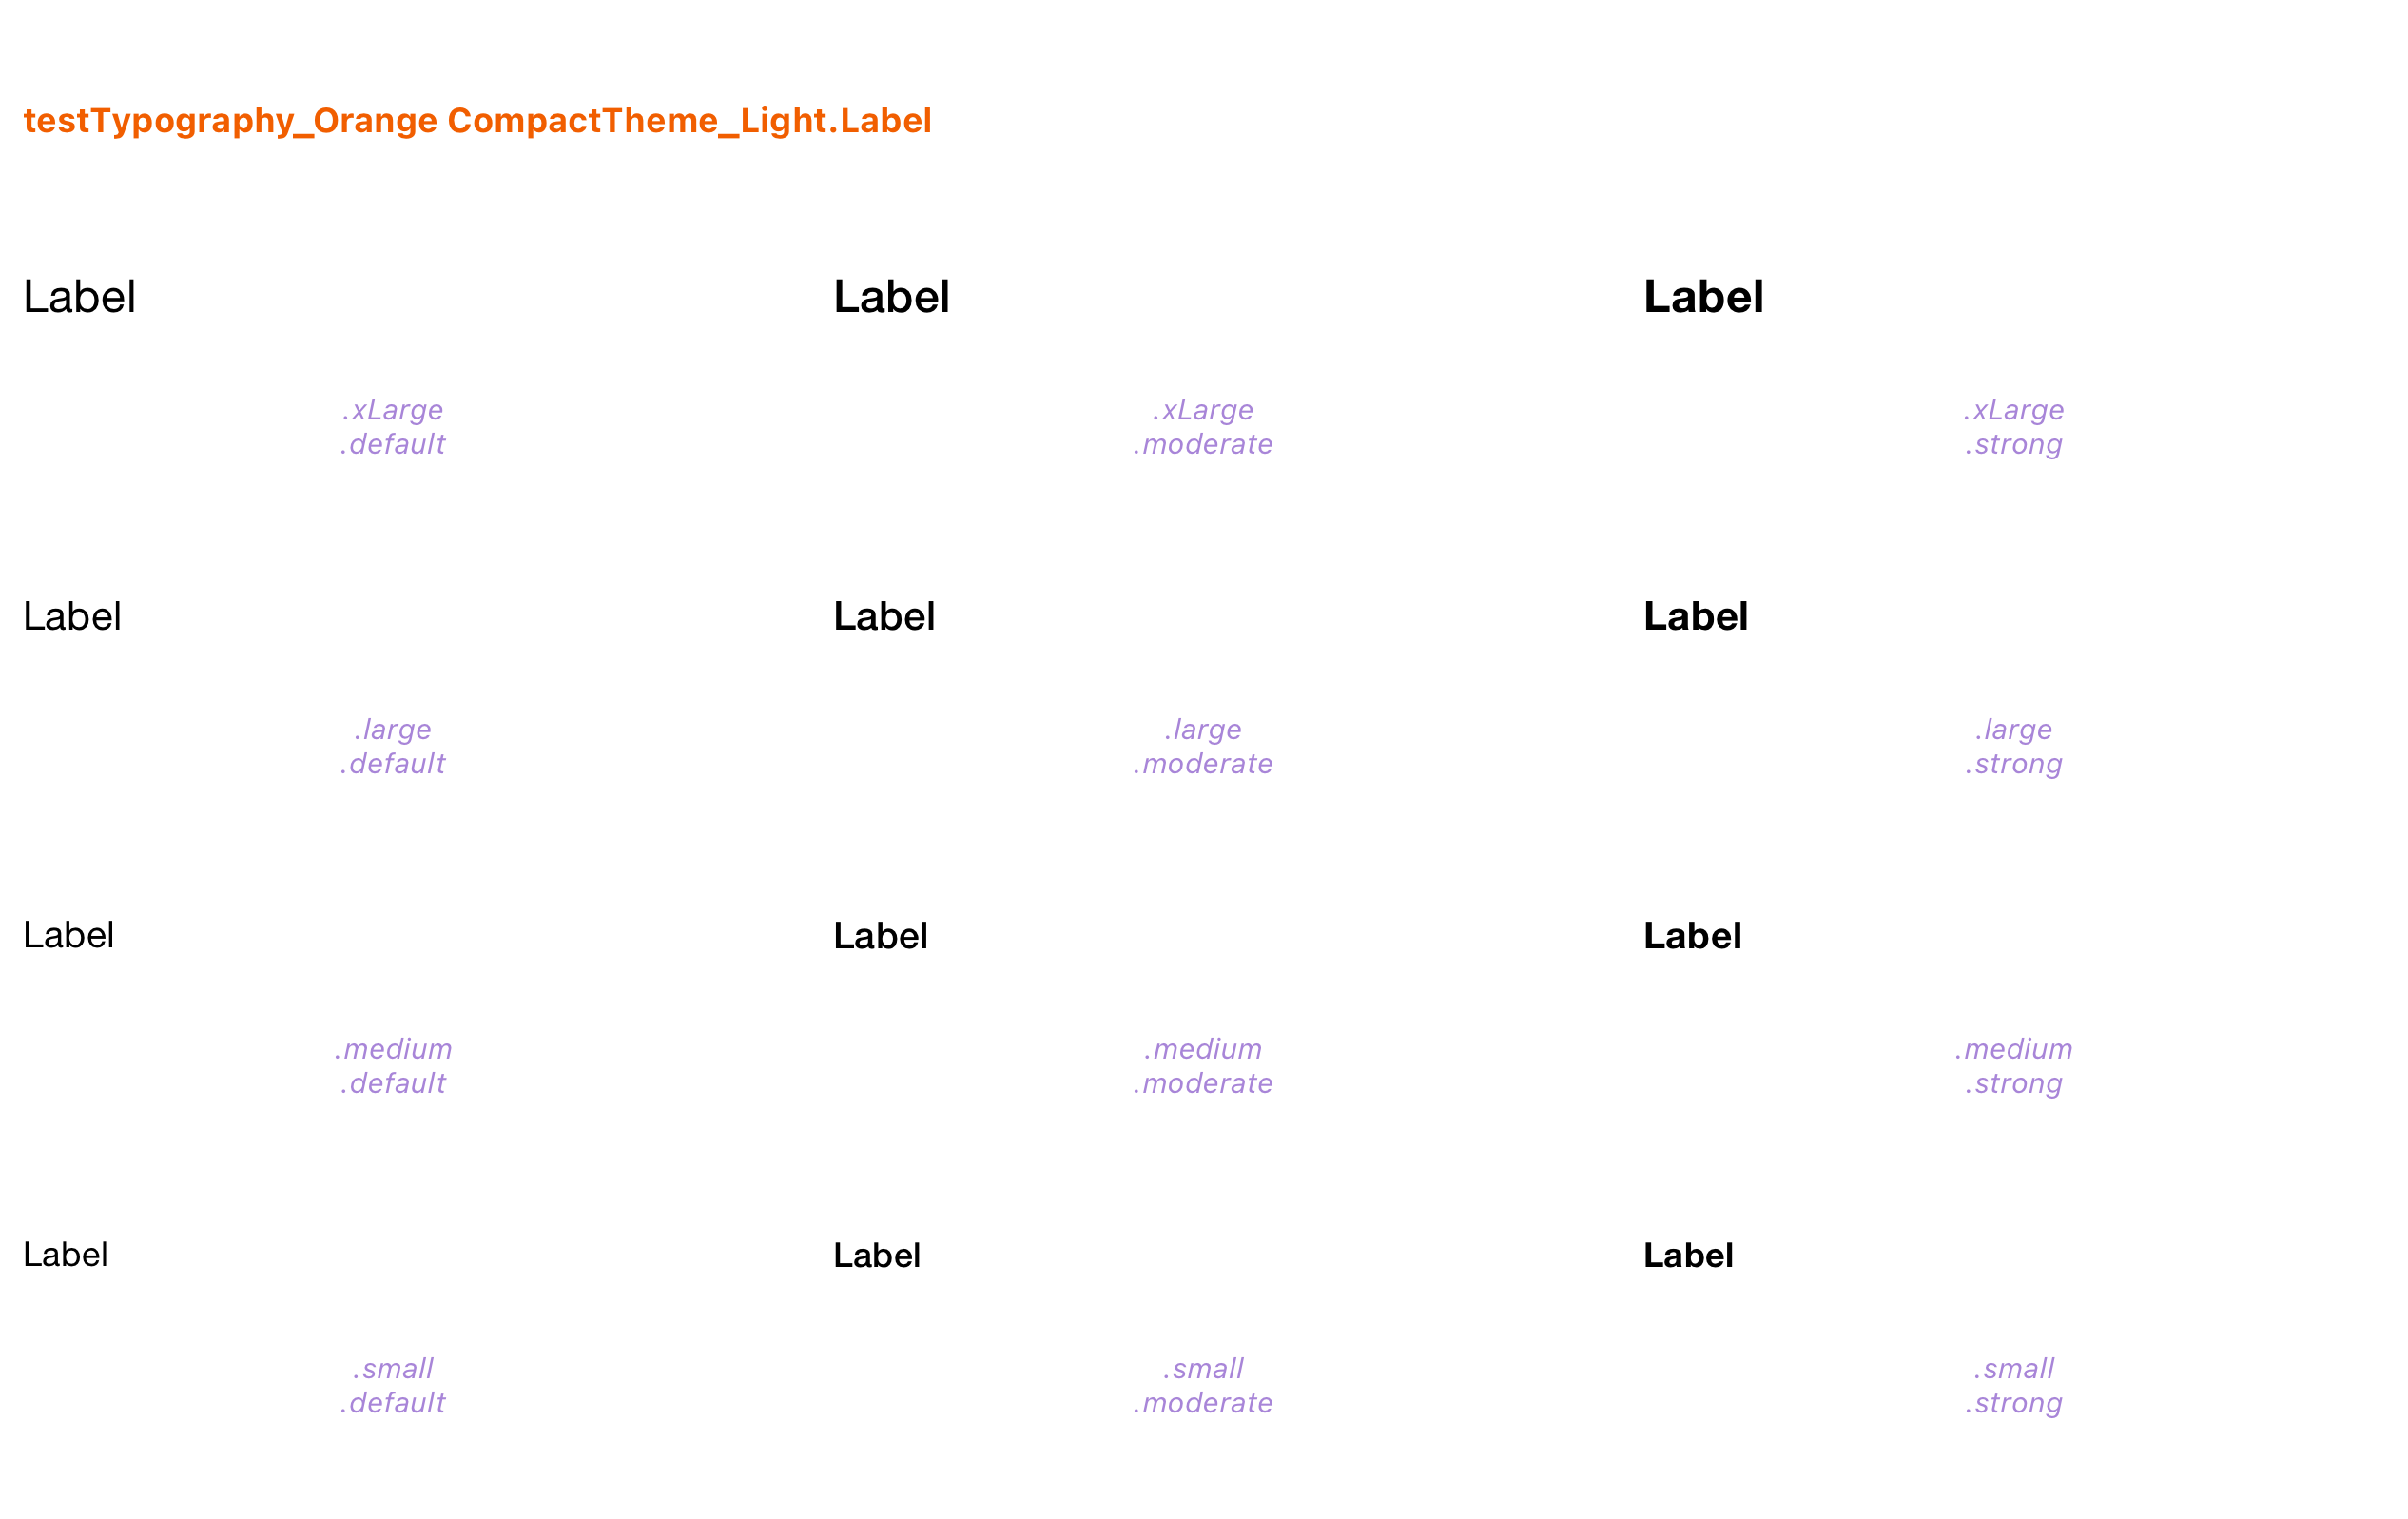 testTypography_Orange CompactTheme_Light.Label
Label Label Label
.xLarge .xLarge .xLarge
.default .moderate .strong
Label Label Label
.large .large .large
.default .moderate .strong
Label Label Label
.medium .medium .medium
.default .moderate .strong
Label Label Label
.small .small .small
.default .moderate .strong